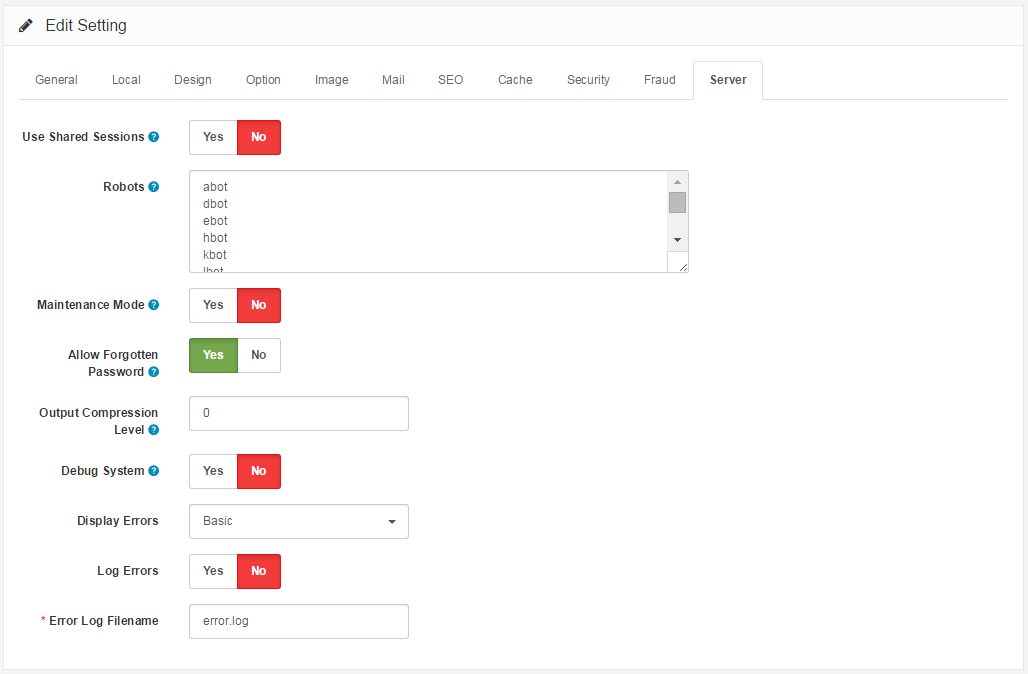 Edit Setting
General Local Design Option Image Mail SEO Cache Security Fraud Server
Use Shared Sessions ? Yes No
Robots ?
abot
dbot
ebot
hbot
kbot
lbot
Maintenance Mode ? Yes No
Allow Forgotten
Password ? Yes No
Output Compression
Level ? 0
Debug System ? Yes No
Display Errors Basic
Log Errors Yes No
* Error Log Filename error.log